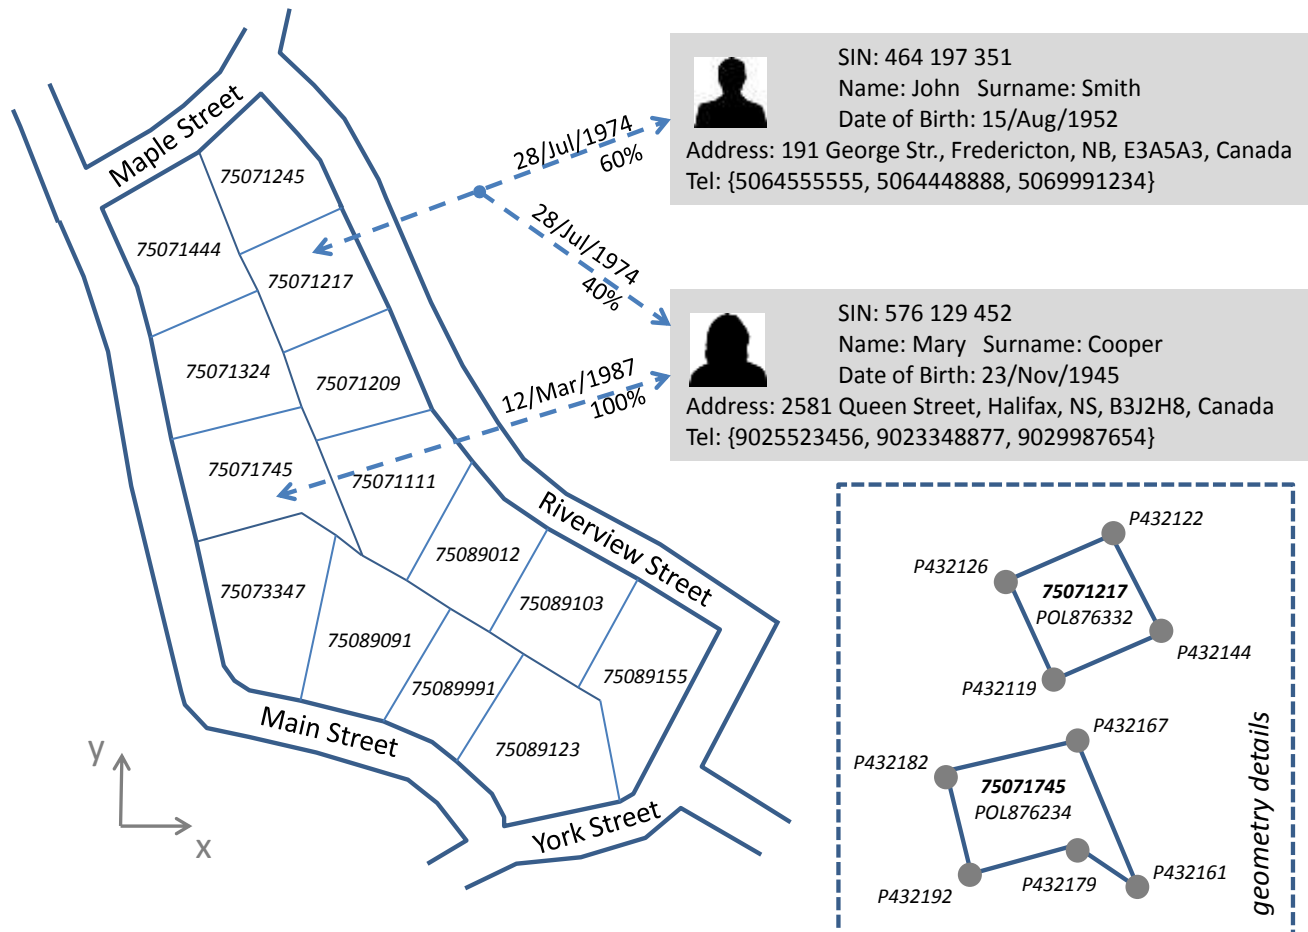 Maple Street
75071245
75071444
75071217
75071324
75071209
75071745
75071111
75073347
75089012
75089103
75089091
75089991
75089155
75089123
Riverview Street
Main Street
York Street
y
x
28/Jul/1974
60%
28/Jul/1974
40%
12/Mar/1987
100%
SIN: 464 197 351
Name: John Surname: Smith
Date of Birth: 15/Aug/1952
Address: 191 George Str., Fredericton, NB, E3A5A3, Canada
Tel: {5064555555, 5064448888, 5069991234}
SIN: 576 129 452
Name: Mary Surname: Cooper
Date of Birth: 23/Nov/1945
Address: 2581 Queen Street, Halifax, NS, B3J2H8, Canada
Tel: {9025523456, 9023348877, 9029987654}
P432122
P432126
75071217
POL876332
P432144
P432119
P432167
P432182
75071745
POL876234
P432161
P432179
P432192
geometry details